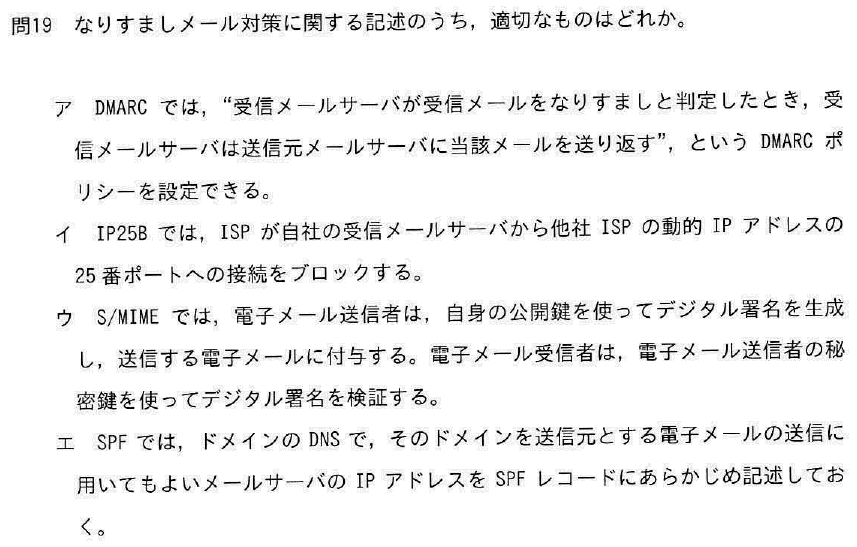 問19 なりすましメール対策に関する記述のうち，適切なものはどれか。
ア DMARC では，“受信メールサーバが受信メールをなりすましと判定したとき，受
信メールサーバは送信元メールサーバに当該メールを送り返す”，という DMARC ポ
リシーを設定できる。
イ IP25B では，ISP が自社の受信メールサーバから他社 ISP の動的 IP アドレスの
25 番ポートへの接続をブロックする。
ウ S/MIME では，電子メール送信者は，自身の公開鍵を使ってデジタル署名を生成
し，送信する電子メールに付与する。電子メール受信者は，電子メール送信者の秘
密鍵を使ってデジタル署名を検証する。
エ SPF では，ドメインの DNS で，そのドメインを送信元とする電子メールの送信に
用いてもよいメールサーバの IP アドレスを SPF レコードにあらかじめ記述してお
く。